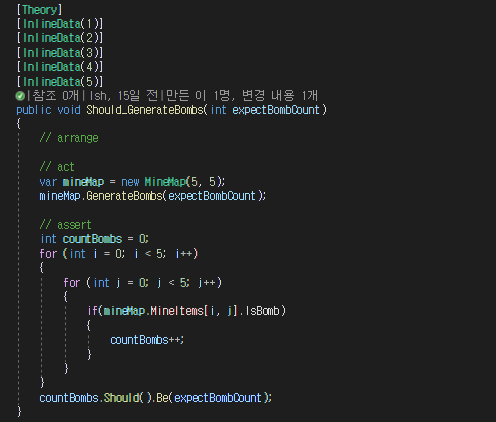 [Theory]
[InlineData(1)]
[InlineData(2)]
[InlineData(3)]
[InlineData(4)]
[InlineData(5)]
|참조 0개|lsh, 15일 전|만든 이 1명, 변경 내용 1개
public void Should_GenerateBombs(int expectBombCount)
{
// arrange
// act
var mineMap = new MineMap(5, 5);
mineMap.GenerateBombs(expectBombCount);
// assert
int countBombs = 0;
for (int i = 0; i < 5; i++)
{
for (int j = 0; j < 5; j++)
{
if(mineMap.MineItems[i, j].IsBomb)
{
countBombs++;
}
}
}
countBombs.Should().Be(expectBombCount);
}